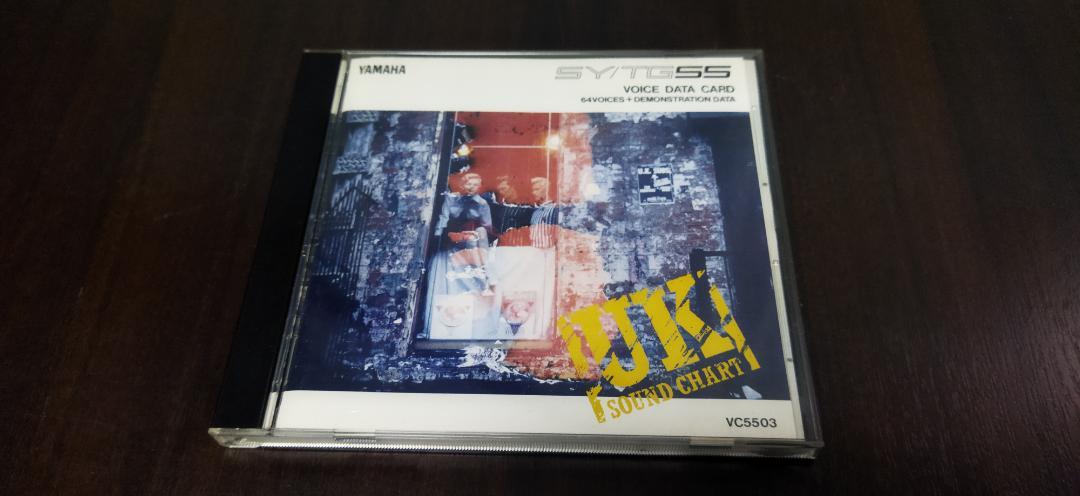 YAMAHA
SY/TG55
VOICE DATA CARD
64VOICES+DEMONSTRATION DATA
UK
SOUND CHART
VC5503